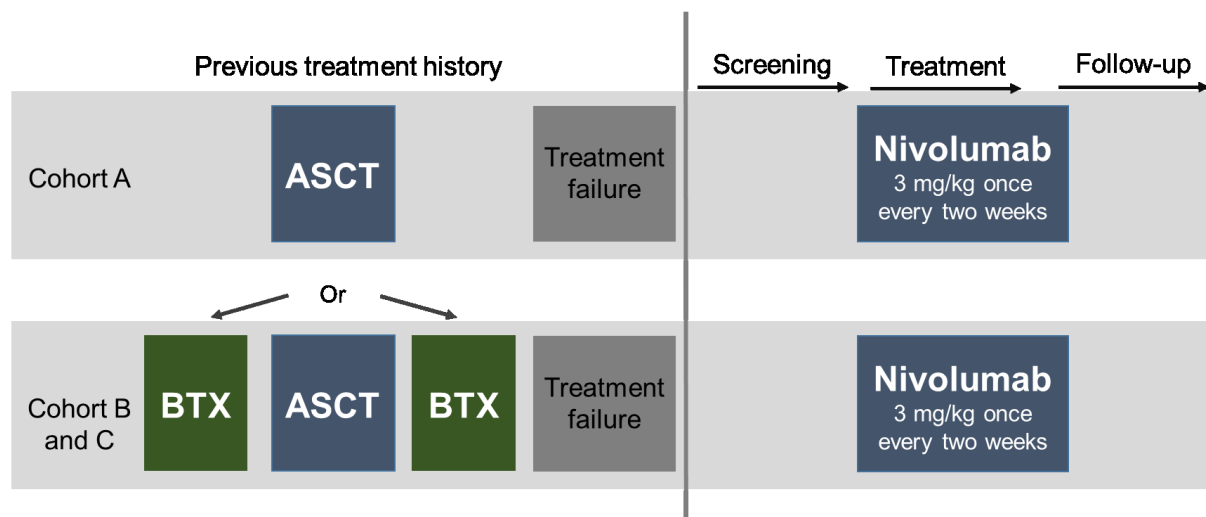 Previous treatment history
Screening
Treatment
Follow-up
Cohort A
ASCT
Treatment
failure
Nivolumab
3 mg/kg once
every two weeks
Or
Cohort B
and C
BTX
ASCT
BTX
Treatment
failure
Nivolumab
3 mg/kg once
every two weeks